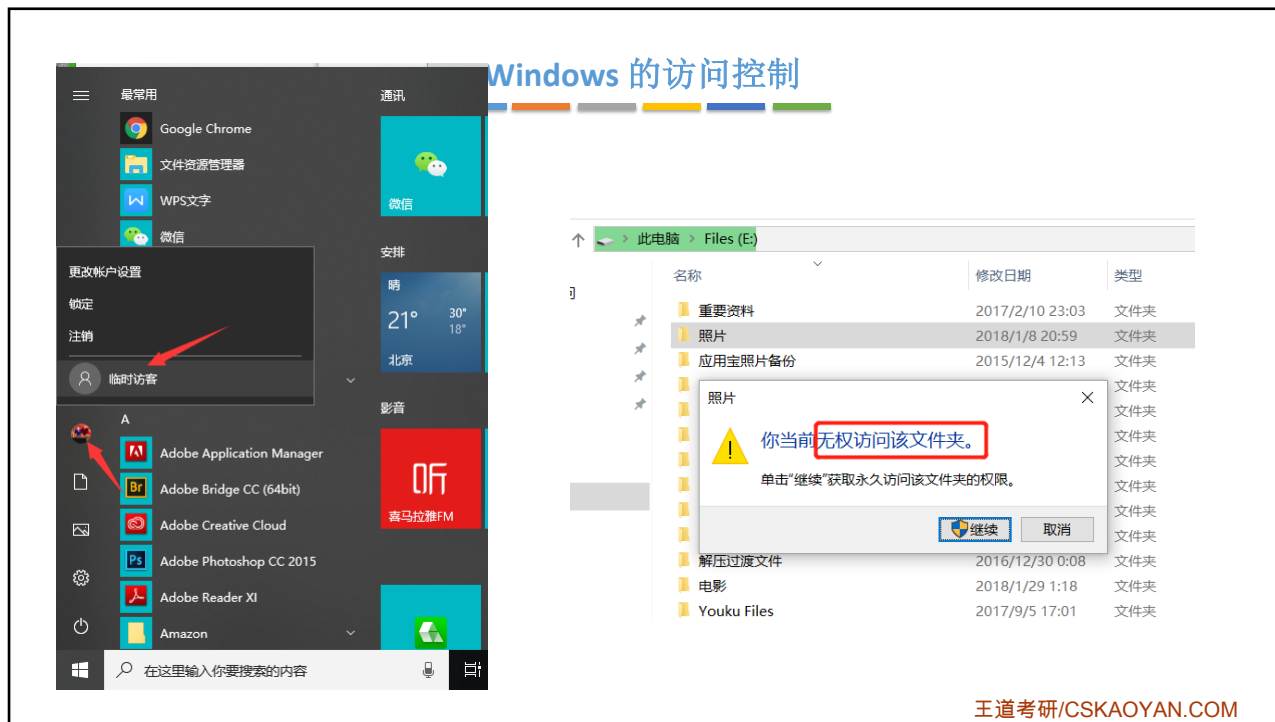 Windows 的访问控制
最常用
Google Chrome
文件资源管理器
WPS文字
微信
更改帐户设置
锁定
注销
临时访客
A
Adobe Application Manager
Adobe Bridge CC (64bit)
Adobe Creative Cloud
Adobe Photoshop CC 2015
Adobe Reader XI
Amazon
在这里输入你要搜索的内容
通讯
微信
安排
晴
21° 30°
18°
北京
影音
听
喜马拉雅FM
此电脑 Files (E:)
名称 修改日期 类型
重要资料 2017/2/10 23:03 文件夹
照片 2018/1/8 20:59 文件夹
应用宝照片备份 2015/12/4 12:13 文件夹
文件夹
照片
文件夹
你当前无权访问该文件夹。
文件夹
文件夹
单击“继续”获取永久访问该文件夹的权限。
文件夹
文件夹
继续 取消
文件夹
解压过渡文件 2016/12/30 0:08 文件夹
电影 2018/1/29 1:18 文件夹
Youku Files 2017/9/5 17:01 文件夹
王道考研/CSKAOYAN.COM